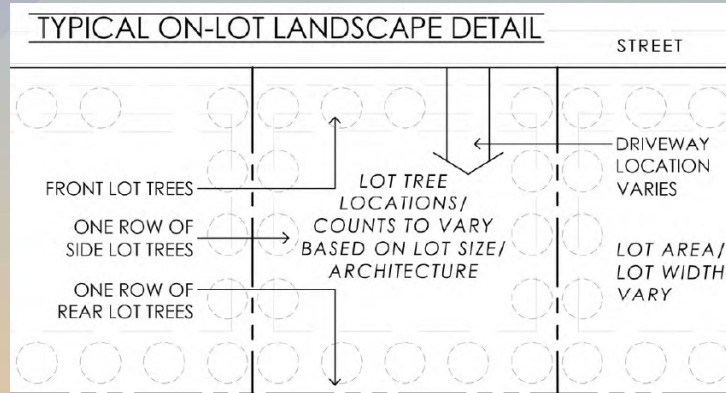 TYPICAL ON-LOT LANDSCAPE DETAIL
STREET
DRIVEWAY
LOCATION
VARIES
FRONT LOT TREES
LOT TREE
LOCATIONS/
COUNTS TO VARY
BASED ON LOT SIZE/
ARCHITECTURE
ONE ROW OF
SIDE LOT TREES
LOT AREA/
LOT WIDTH
VARY
ONE ROW OF
REAR LOT TREES